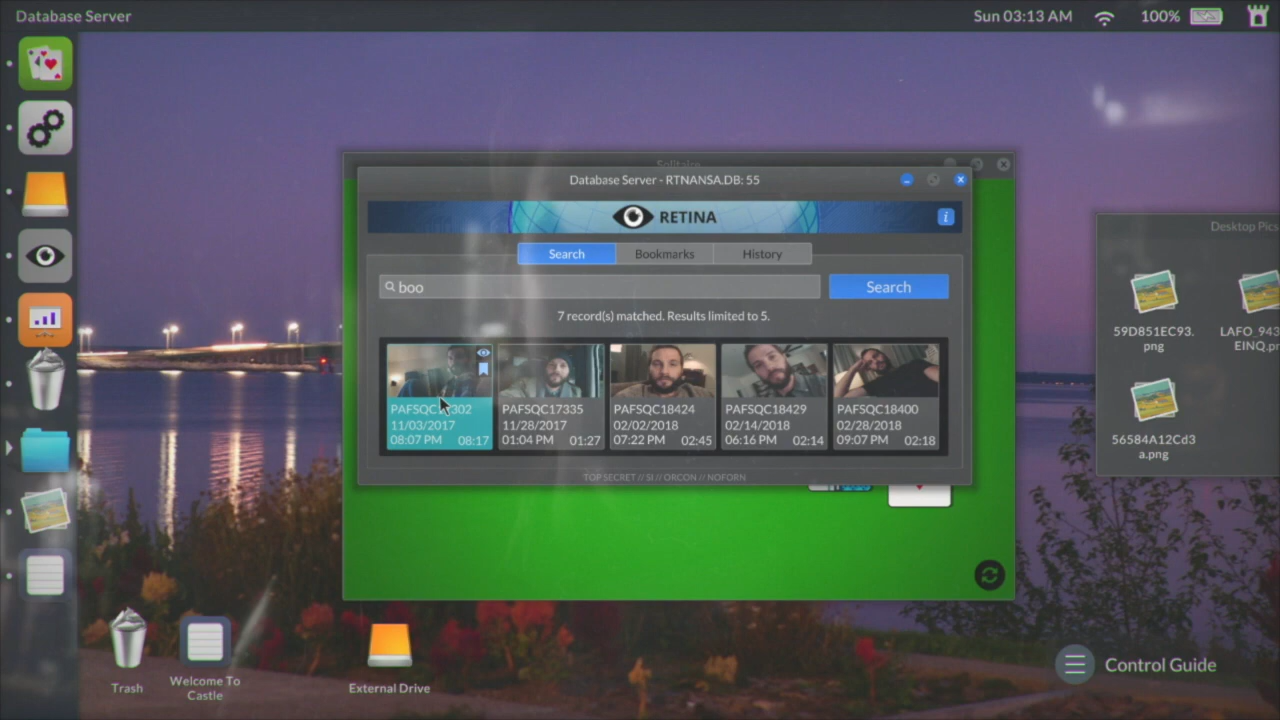 Database Server
Sun 03:13 AM
100%
Solitaire
Database Server - RTNANSA.DB: 55
RETINA
i
Search
Bookmarks
History
boo
Search
7 record(s) matched. Results limited to 5.
11/03/2017
08:07 PM 08:17
PAFSQC17335
11/28/2017
01:04 PM 01:27
PAFSQC18424
02/02/2018
07:22 PM 02:45
PAFSQC18429
02/14/2018
06:16 PM 02:14
PAFSQC18400
02/28/2018
09:07 PM 02:18
TOP SECRET // SI // ORCON // NOFORN
Desktop Pics
59D851EC93.
png
LAFO_943
EINQ.pr
56584A12Cd3
a.png
Trash
Welcome To
Castle
External Drive
Control Guide